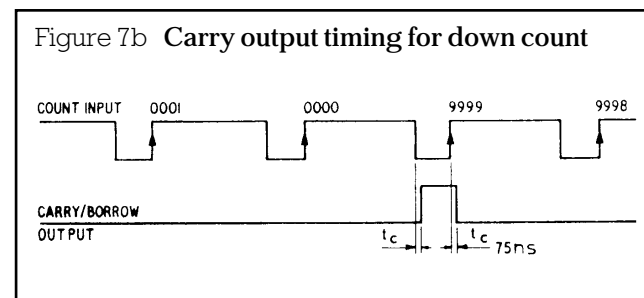 Figure 7b Carry output timing for down count
COUNT INPUT 0001 0000 9999 9998
CARRY/BORROW
OUTPUT tc tc 75ns